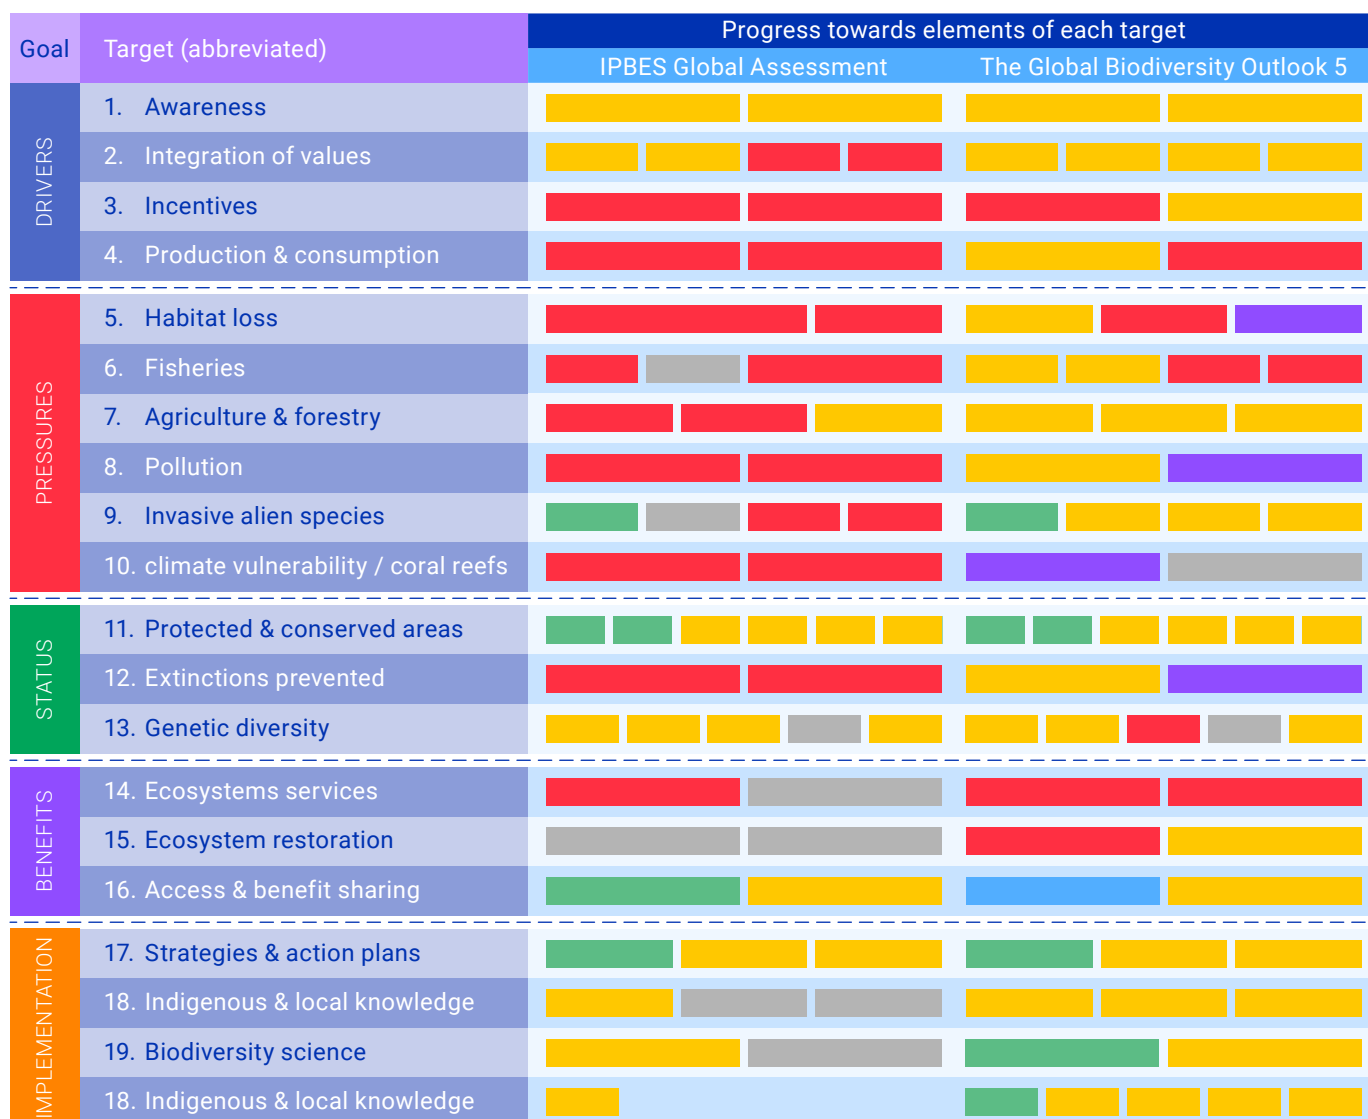 Goal
Target (abbreviated)
Progress towards elements of each target
IPBES Global Assessment
The Global Biodiversity Outlook 5
DRIVERS
1. Awareness
2. Integration of values
3. Incentives
4. Production & consumption
PRESSURES
5. Habitat loss
6. Fisheries
7. Agriculture & forestry
8. Pollution
9. Invasive alien species
10. climate vulnerability / coral reefs
STATUS
11. Protected & conserved areas
12. Extinctions prevented
13. Genetic diversity
BENEFITS
14. Ecosystems services
15. Ecosystem restoration
16. Access & benefit sharing
IMPLEMENTATION
17. Strategies & action plans
18. Indigenous & local knowledge
19. Biodiversity science
18. Indigenous & local knowledge